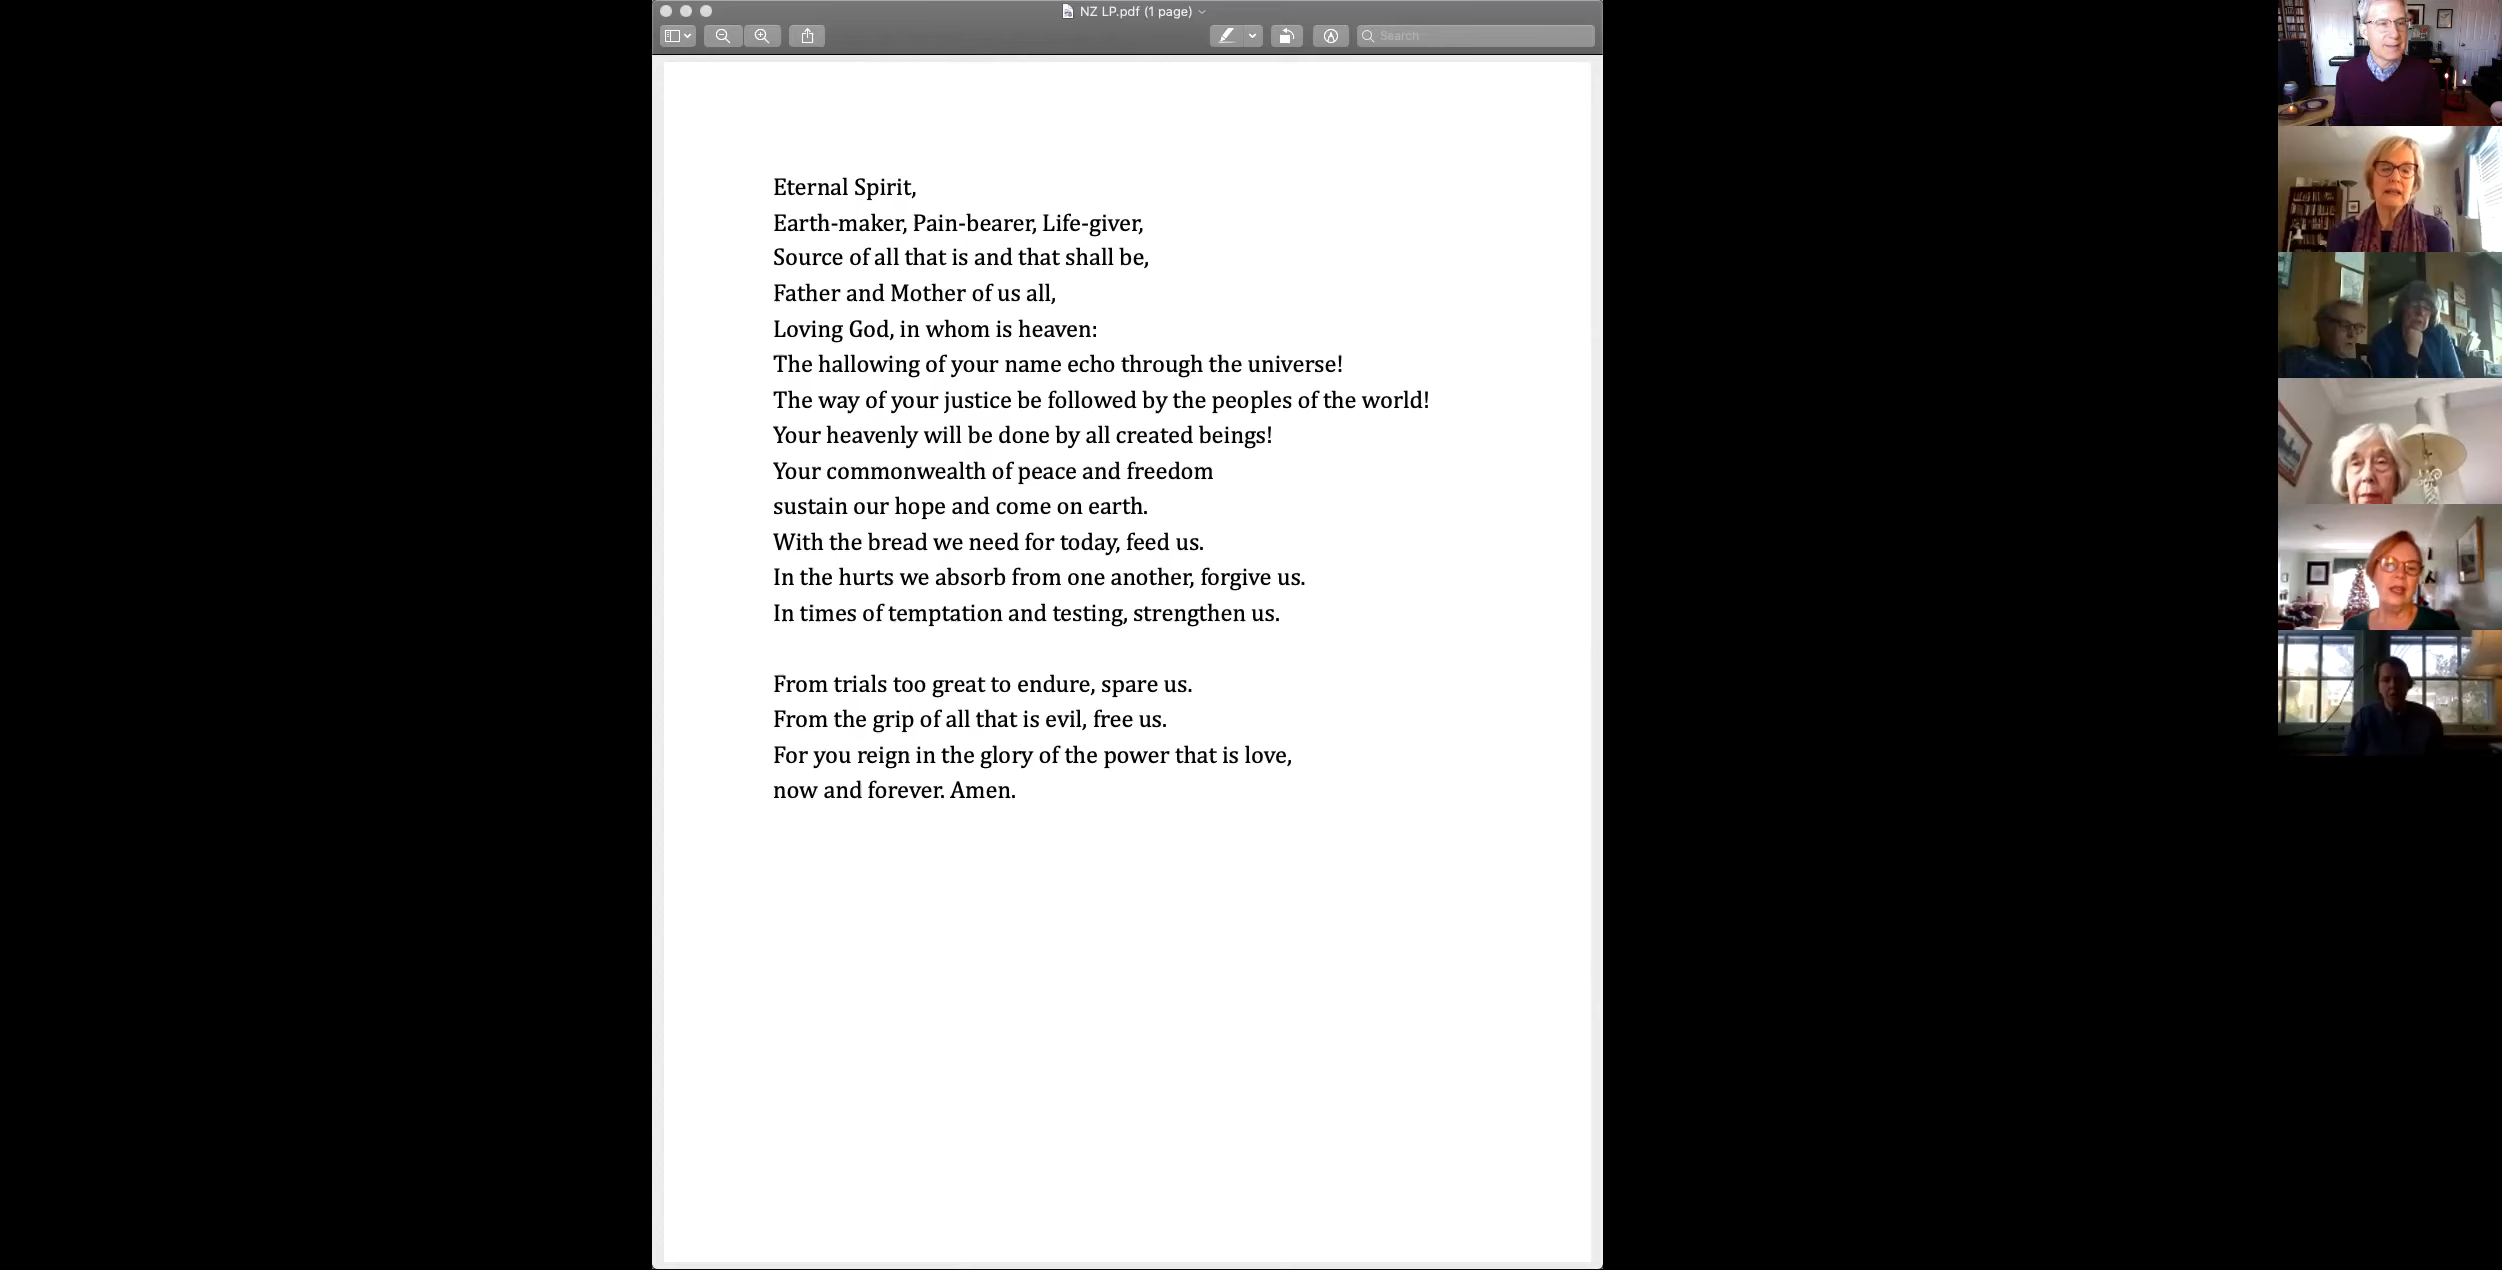 NZ LP.pdf (1 page)
Search
Eternal Spirit,
Earth-maker, Pain-bearer, Life-giver,
Source of all that is and that shall be,
Father and Mother of us all,
Loving God, in whom is heaven:
The hallowing of your name echo through the universe!
The way of your justice be followed by the peoples of the world!
Your heavenly will be done by all created beings!
Your commonwealth of peace and freedom
sustain our hope and come on earth.
With the bread we need for today, feed us.
In the hurts we absorb from one another, forgive us.
In times of temptation and testing, strengthen us.
From trials too great to endure, spare us.
From the grip of all that is evil, free us.
For you reign in the glory of the power that is love,
now and forever. Amen.